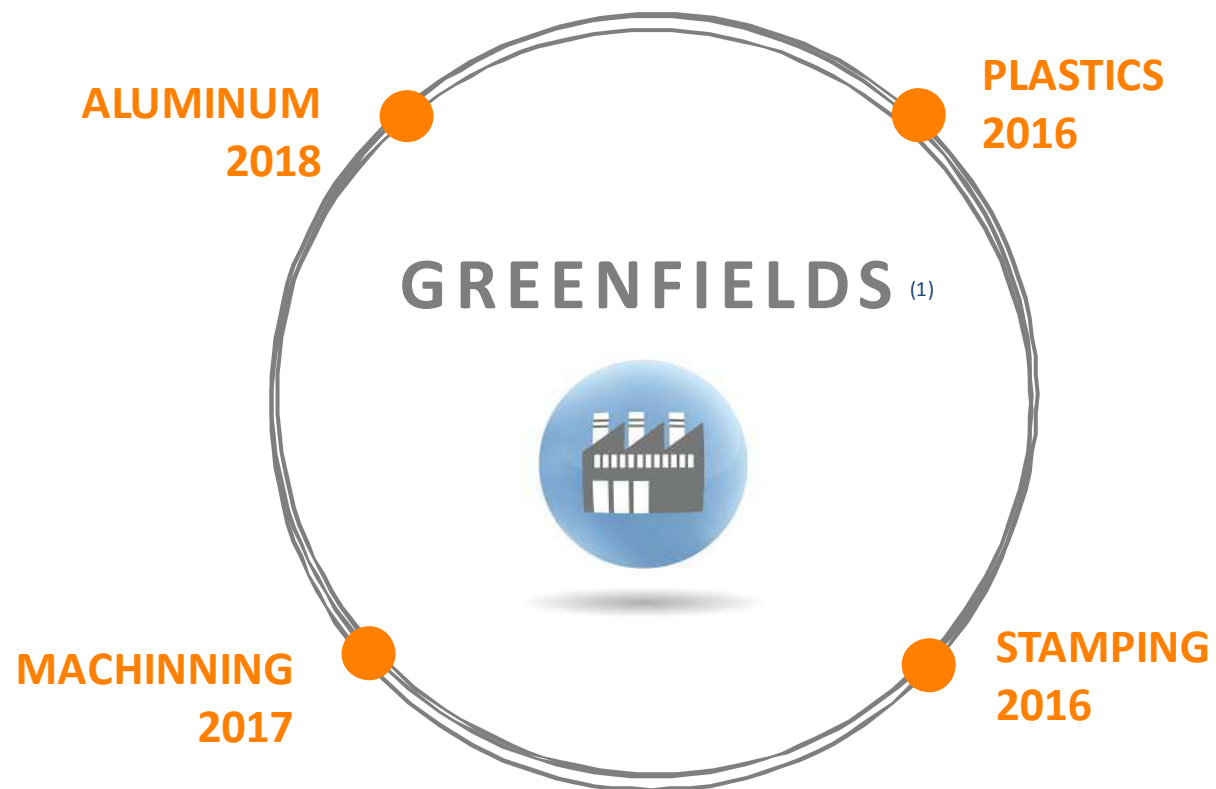 ALUMINUM
2018
PLASTICS
2016
GREENFIELDS (1)
MACHINNING
2017
STAMPING
2016